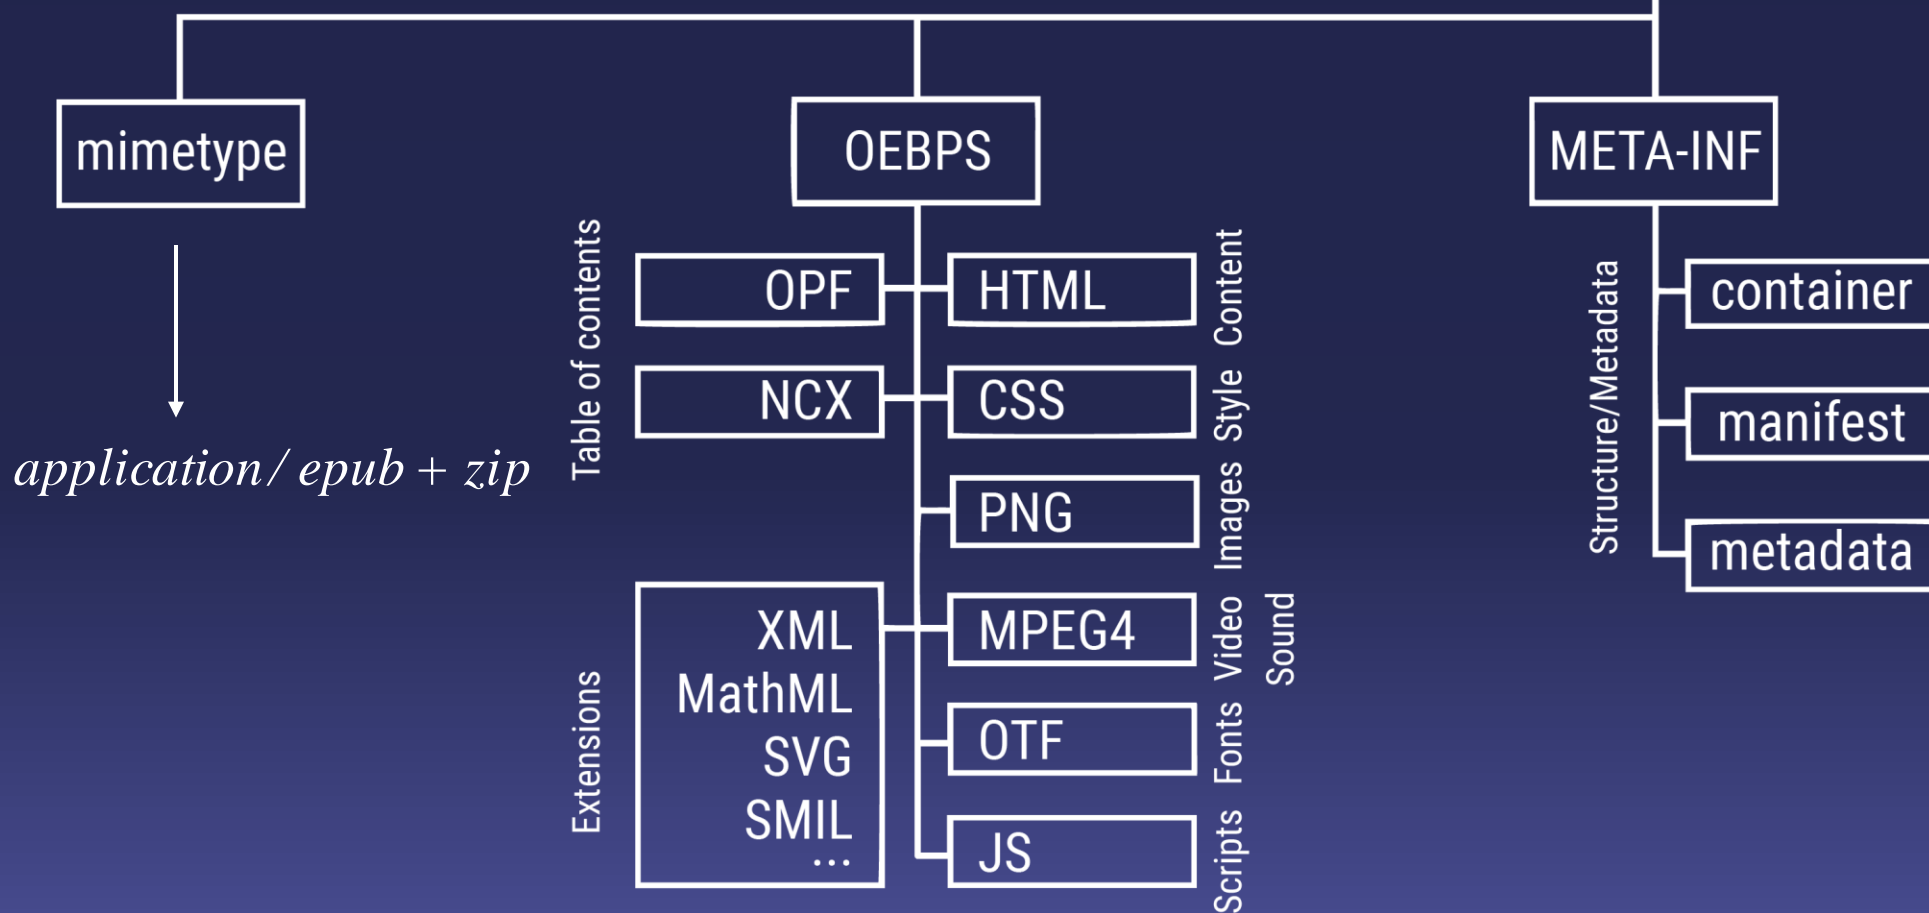 mimetype
application/ epub + zip
OEBPS
Table of contents
OPF
NCX
Extensions
XML
MathML
SVG
SMIL
...
HTML
Content
CSS
Style
PNG
Images
MPEG4
Video
Sound
OTF
Fonts
JS
Scripts
META-INF
Structure/Metadata
container
manifest
metadata